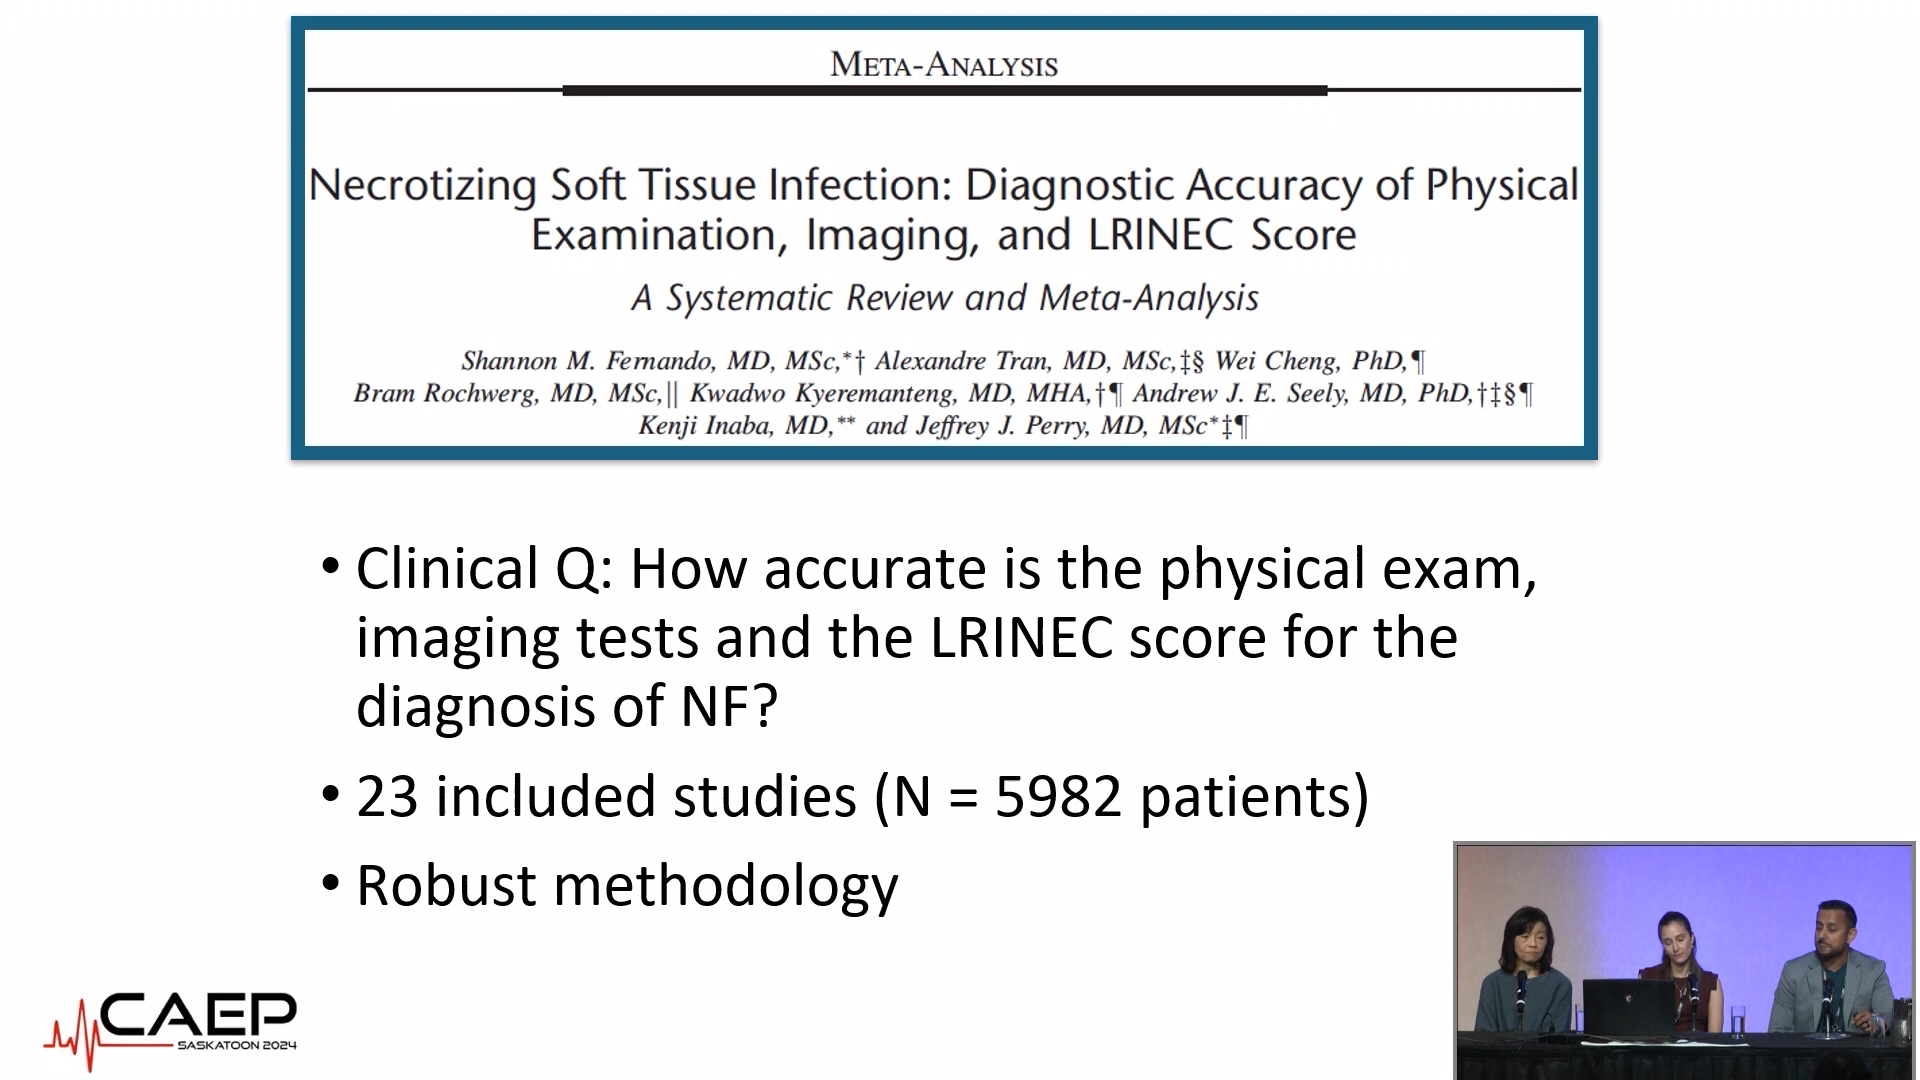 META-ANALYSIS
Necrotizing Soft Tissue Infection: Diagnostic Accuracy of Physical
Examination, Imaging, and LRINEC Score
A Systematic Review and Meta-Analysis
Shannon M. Fernando, MD, MSc,*† Alexandre Tran, MD, MSc,‡§ Wei Cheng, PhD,¶
Bram Rochwerg, MD, MSc,|| Kwadwo Kyeremanteng, MD, MHA,†¶ Andrew J. E. Seely, MD, PhD,†‡§¶
Kenji Inaba, MD,** and Jeffrey J. Perry, MD, MSc*‡¶
• Clinical Q: How accurate is the physical exam,
imaging tests and the LRINEC score for the
diagnosis of NF?
• 23 included studies (N = 5982 patients)
• Robust methodology
CAEP
SASKATOON 2024